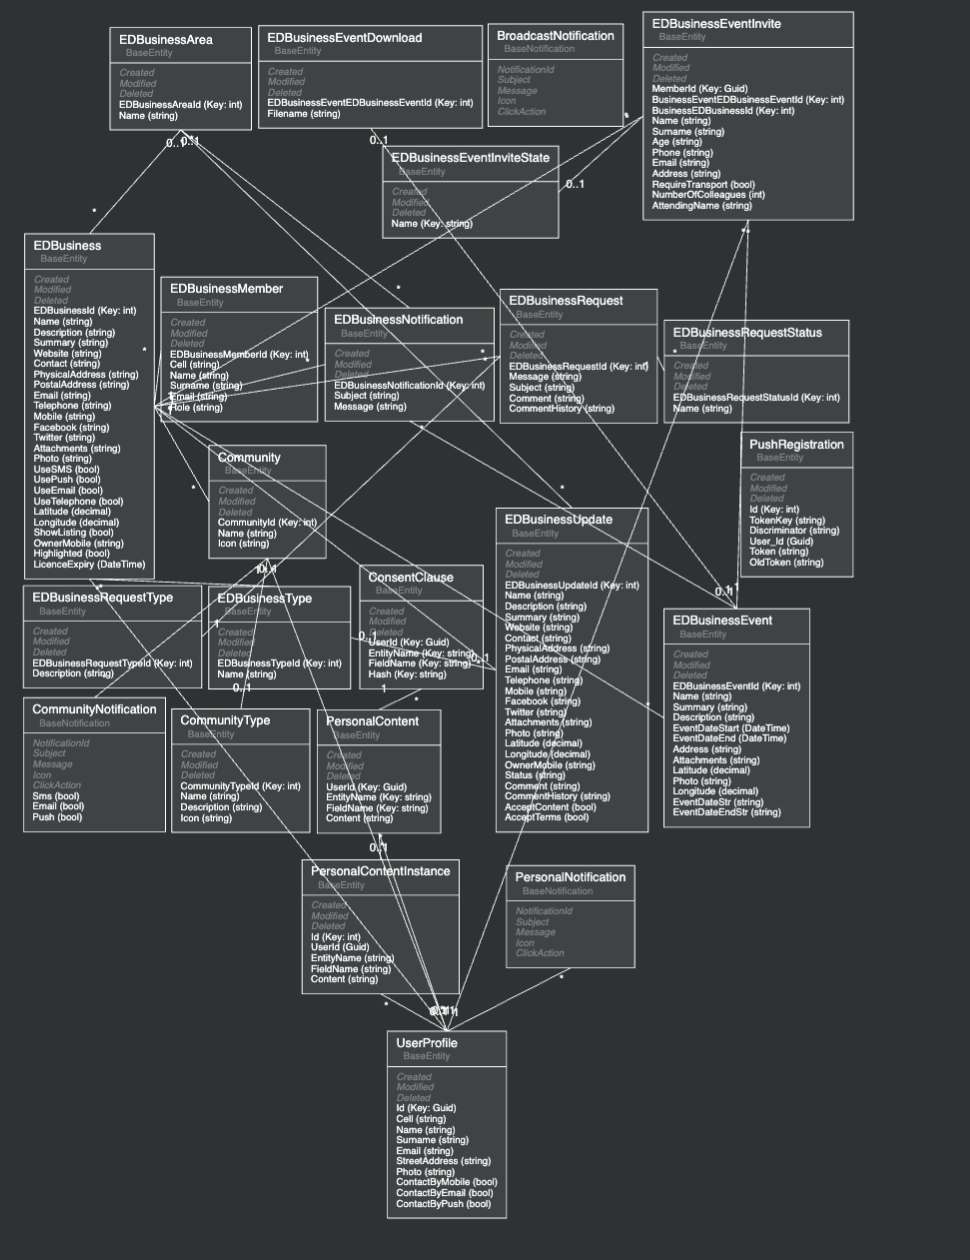 EDBusinessArea
BaseEntity
Created
Modified
Deleted
EDBusinessAreaId (Key: int)
Name (string)
EDBusinessEventDownload
BaseEntity
Created
Modified
Deleted
EDBusinessEventEDBusinessEventId (Key: int)
Filename (string)
BroadcastNotification
BaseNotification
NotificationId
Subject
Message
Icon
ClickAction
EDBusinessEventInvite
BaseEntity
Created
Modified
Deleted
MemberId (Key: Guid)
BusinessEventEDBusinessEventId (Key: int)
BusinessEDBusinessId (Key: int)
Name (string)
Surname (string)
Age (string)
Phone (string)
Email (string)
Address (string)
RequireTransport (bool)
NumberOfColleagues (int)
AttendingName (string)
0..1
0..1
0..1
EDBusinessEventInviteState
BaseEntity
Created
Modified
Deleted
Name (Key: string)
0..1
EDBusiness
BaseEntity
Created
Modified
Deleted
EDBusinessId (Key: int)
Name (string)
Description (string)
Summary (string)
Website (string)
Contact (string)
PhysicalAddress (string)
PostalAddress (string)
Email (string)
Telephone (string)
Mobile (string)
Facebook (string)
Twitter (string)
Attachments (string)
Photo (string)
UseSMS (bool)
UsePush (bool)
UseEmail (bool)
UseTelephone (bool)
Latitude (decimal)
Longitude (decimal)
ShowListing (bool)
OwnerMobile (string)
Highlighted (bool)
LicenceExpiry (DateTime)
EDBusinessMember
BaseEntity
Created
Modified
Deleted
EDBusinessMemberId (Key: int)
Cell (string)
Name (string)
Surname (string)
Email (string)
Role (string)
EDBusinessNotification
BaseEntity
Created
Modified
Deleted
EDBusinessNotificationId (Key: int)
Subject (string)
Message (string)
EDBusinessRequest
BaseEntity
Created
Modified
Deleted
EDBusinessRequestId (Key: int)
Message (string)
Subject (string)
Comment (string)
CommentHistory (string)
EDBusinessRequestStatus
BaseEntity
Created
Modified
Deleted
EDBusinessRequestStatusId (Key: int)
Name (string)
PushRegistration
BaseEntity
Created
Modified
Deleted
Id (Key: int)
TokenKey (string)
Discriminator (string)
User_Id (Guid)
Token (string)
OldToken (string)
Community
BaseEntity
Created
Modified
Deleted
CommunityId (Key: int)
Name (string)
Icon (string)
EDBusinessUpdate
BaseEntity
Created
Modified
Deleted
EDBusinessUpdateId (Key: int)
Name (string)
Description (string)
Summary (string)
Website (string)
Contact (string)
PhysicalAddress (string)
PostalAddress (string)
Email (string)
Telephone (string)
Mobile (string)
Facebook (string)
Twitter (string)
Attachments (string)
Photo (string)
Latitude (decimal)
Longitude (decimal)
OwnerMobile (string)
Status (string)
Comment (string)
CommentHistory (string)
AcceptContent (bool)
AcceptTerms (bool)
EDBusinessRequestType
BaseEntity
Created
Modified
Deleted
EDBusinessRequestTypeId (Key: int)
Description (string)
1
EDBusinessType
BaseEntity
Created
Modified
Deleted
EDBusinessTypeId (Key: int)
Name (string)
0..1
ConsentClause
BaseEntity
Created
Modified
Deleted
UserId (Key: Guid)
EntityName (Key: string)
FieldName (Key: string)
Hash (Key: string)
0..1
0..1
1
EDBusinessEvent
BaseEntity
Created
Modified
Deleted
EDBusinessEventId (Key: int)
Name (string)
Summary (string)
Description (string)
EventDateStart (DateTime)
EventDateEnd (DateTime)
Address (string)
Attachments (string)
Latitude (decimal)
Photo (string)
Longitude (decimal)
EventDateStr (string)
EventDateEndStr (string)
CommunityNotification
BaseNotification
NotificationId
Subject
Message
Icon
ClickAction
Sms (bool)
Email (bool)
Push (bool)
CommunityType
BaseEntity
Created
Modified
Deleted
CommunityTypeId (Key: int)
Name (string)
Description (string)
Icon (string)
PersonalContent
BaseEntity
Created
Modified
Deleted
UserId (Key: Guid)
EntityName (Key: string)
FieldName (Key: string)
Content (string)
0..1
PersonalContentInstance
BaseEntity
Created
Modified
Deleted
Id (Key: int)
UserId (Guid)
EntityName (string)
FieldName (string)
Content (string)
PersonalNotification
BaseNotification
NotificationId
Subject
Message
Icon
ClickAction
UserProfile
BaseEntity
Created
Modified
Deleted
Id (Key: Guid)
Cell (string)
Name (string)
Surname (string)
Email (string)
StreetAddress (string)
Photo (string)
ContactByMobile (bool)
ContactByEmail (bool)
ContactByPush (bool)